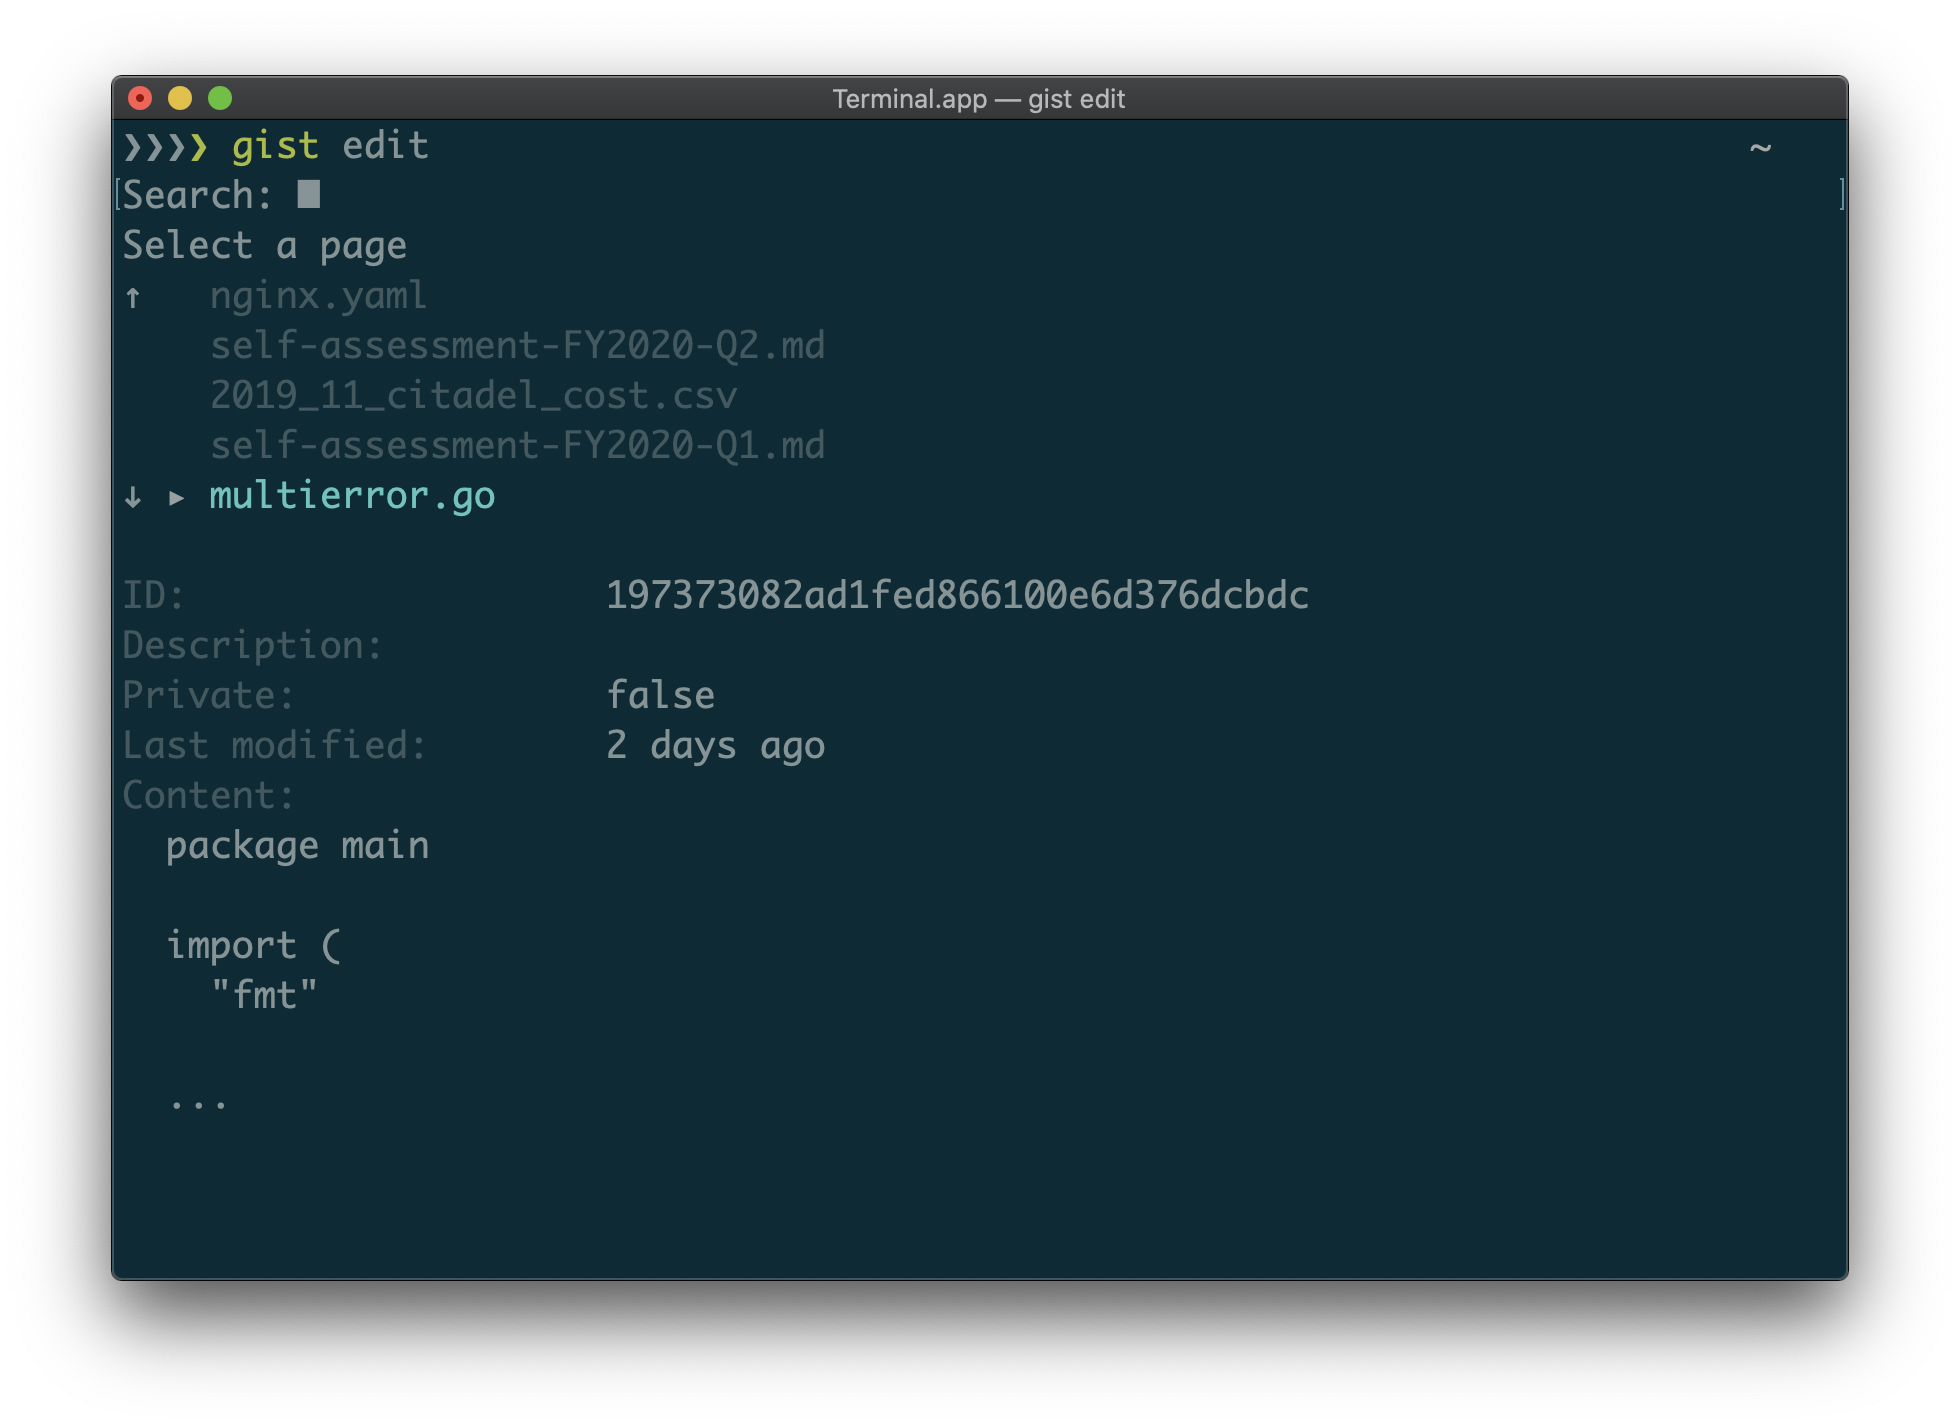 Terminal.app — gist edit
❯❯❯❯ gist edit ~
[Search: ]
Select a page
↑ nginx.yaml
self-assessment-FY2020-Q2.md
2019_11_citadel_cost.csv
self-assessment-FY2020-Q1.md
↓ ▸ multierror.go
ID: 197373082ad1fed866100e6d376dcbdc
Description:
Private: false
Last modified: 2 days ago
Content:
package main
import (
"fmt"
...